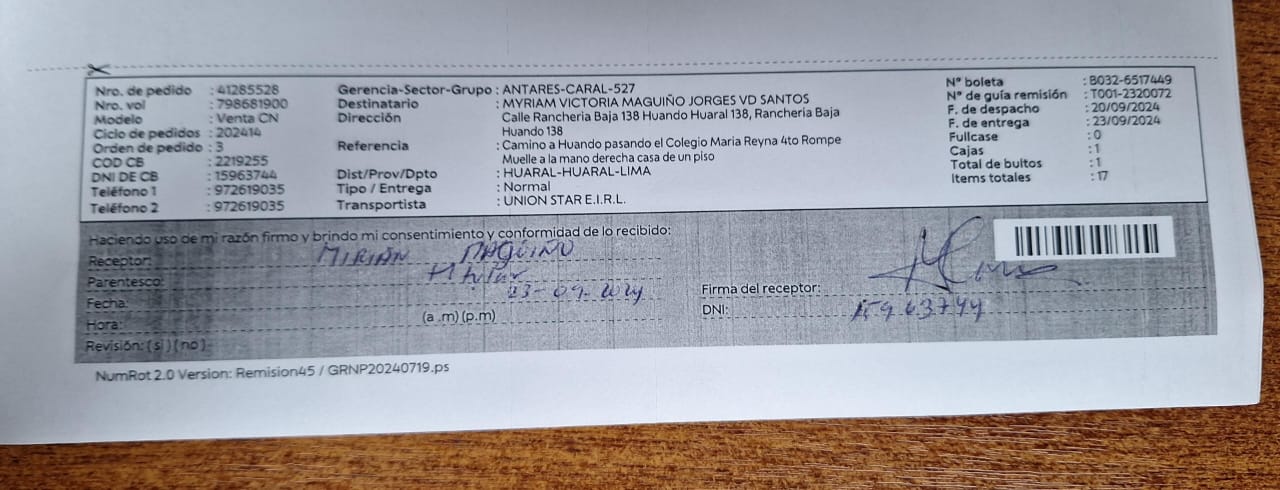 Nro. de pedido : 41285528
Nro. vol : 798681900
Modelo : Venta CN
Ciclo de pedidos : 202414
Orden de pedido : 3
COD CB : 2219255
DNI DE CB : 15963744
Teléfono 1 : 972619035
Teléfono 2 : 972619035
Gerencia-Sector-Grupo : ANTARES-CARAL-527
Destinatario : MYRIAM VICTORIA MAGUIÑO JORGES VD SANTOS
Dirección : Calle Rancheria Baja 138 Huando Huaral 138, Rancheria Baja
Huando 138
Referencia : Camino a Huando pasando el Colegio Maria Reyna 4to Rompe
Muelle a la mano derecha casa de un piso
Dist/Prov/Dpto : HUARAL-HUARAL-LIMA
Tipo / Entrega : Normal
Transportista : UNION STAR E.I.R.L.
N° boleta : B032-6517449
N° de guía remisión : T001-2320072
F. de despacho : 20/09/2024
F. de entrega : 23/09/2024
Fullcase : 0
Cajas : 1
Total de bultos : 1
Items totales : 17
Haciendo uso de mi razón firmo y brindo mi consentimiento y conformidad de lo recibido:
Receptor: MIRIAN MAGUIÑO
Parentesco: titular
Fecha: 23-09-
Hora: (a .m) (p.m)
Revisión: ( si ) ( no )
Firma del receptor:
DNI: 15963744
NumRot 2.0 Version: Remision45 / GRNP20240719.ps